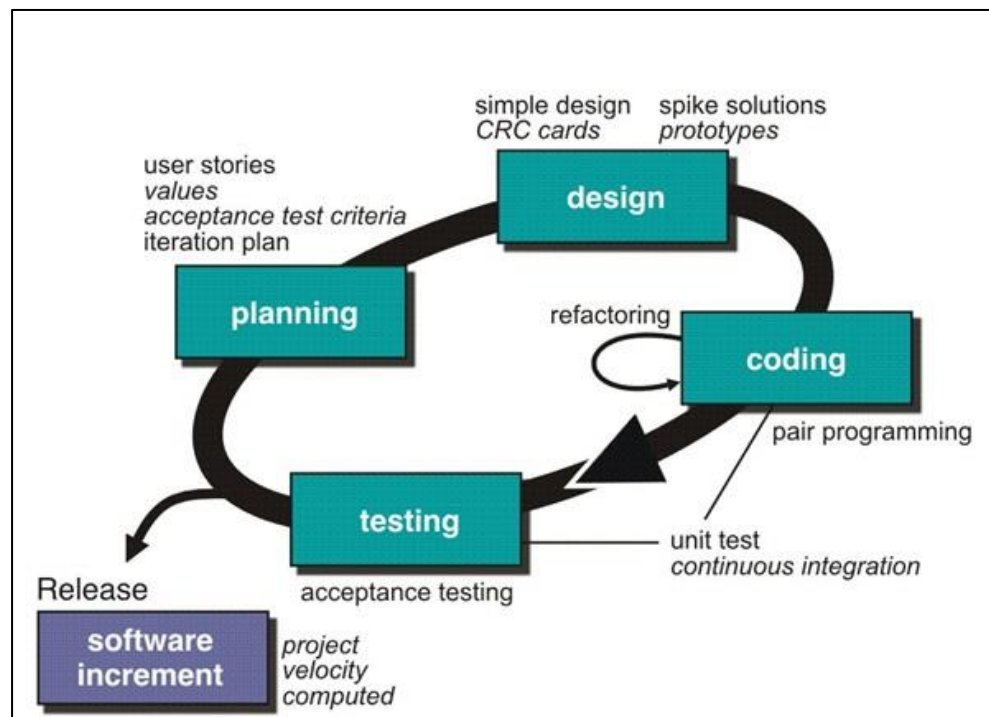 simple design
CRC cards
spike solutions
prototypes
design
user stories
values
acceptance test criteria
iteration plan
planning
refactoring
coding
pair programming
testing
unit test
continuous integration
acceptance testing
Release
software
increment
project
velocity
computed